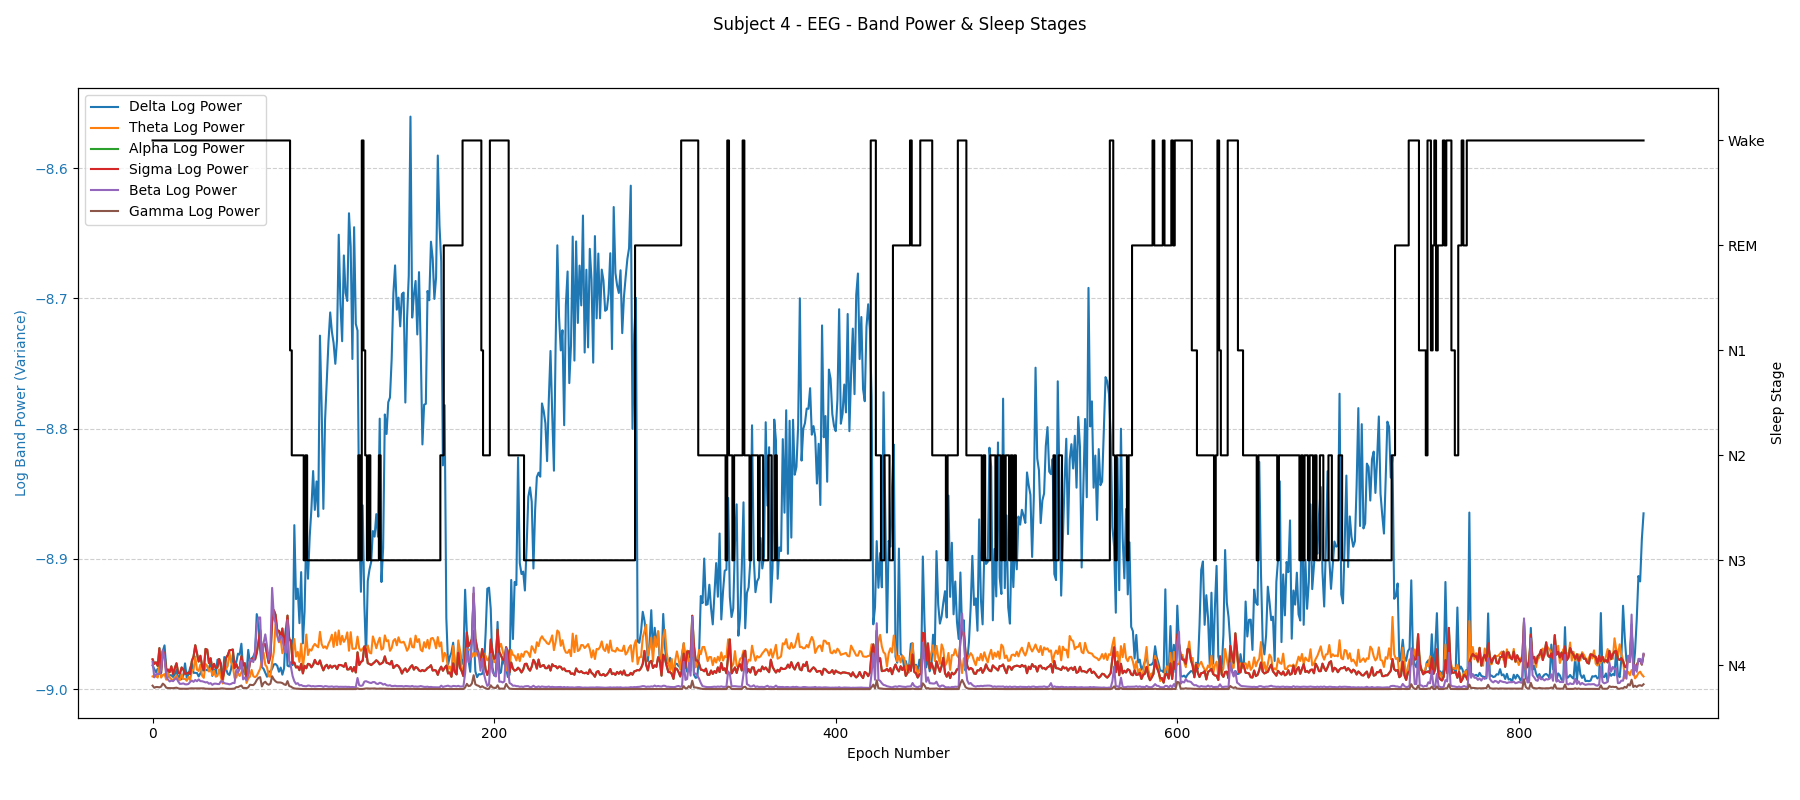 Subject 4 - EEG - Band Power & Sleep Stages
Delta Log Power
Theta Log Power
Alpha Log Power
Sigma Log Power
Beta Log Power
Gamma Log Power
Log Band Power (Variance)
−8.6
−8.7
−8.8
−8.9
−9.0
Wake
REM
N1
N2
N3
N4
Sleep Stage
0
200
400
600
800
Epoch Number